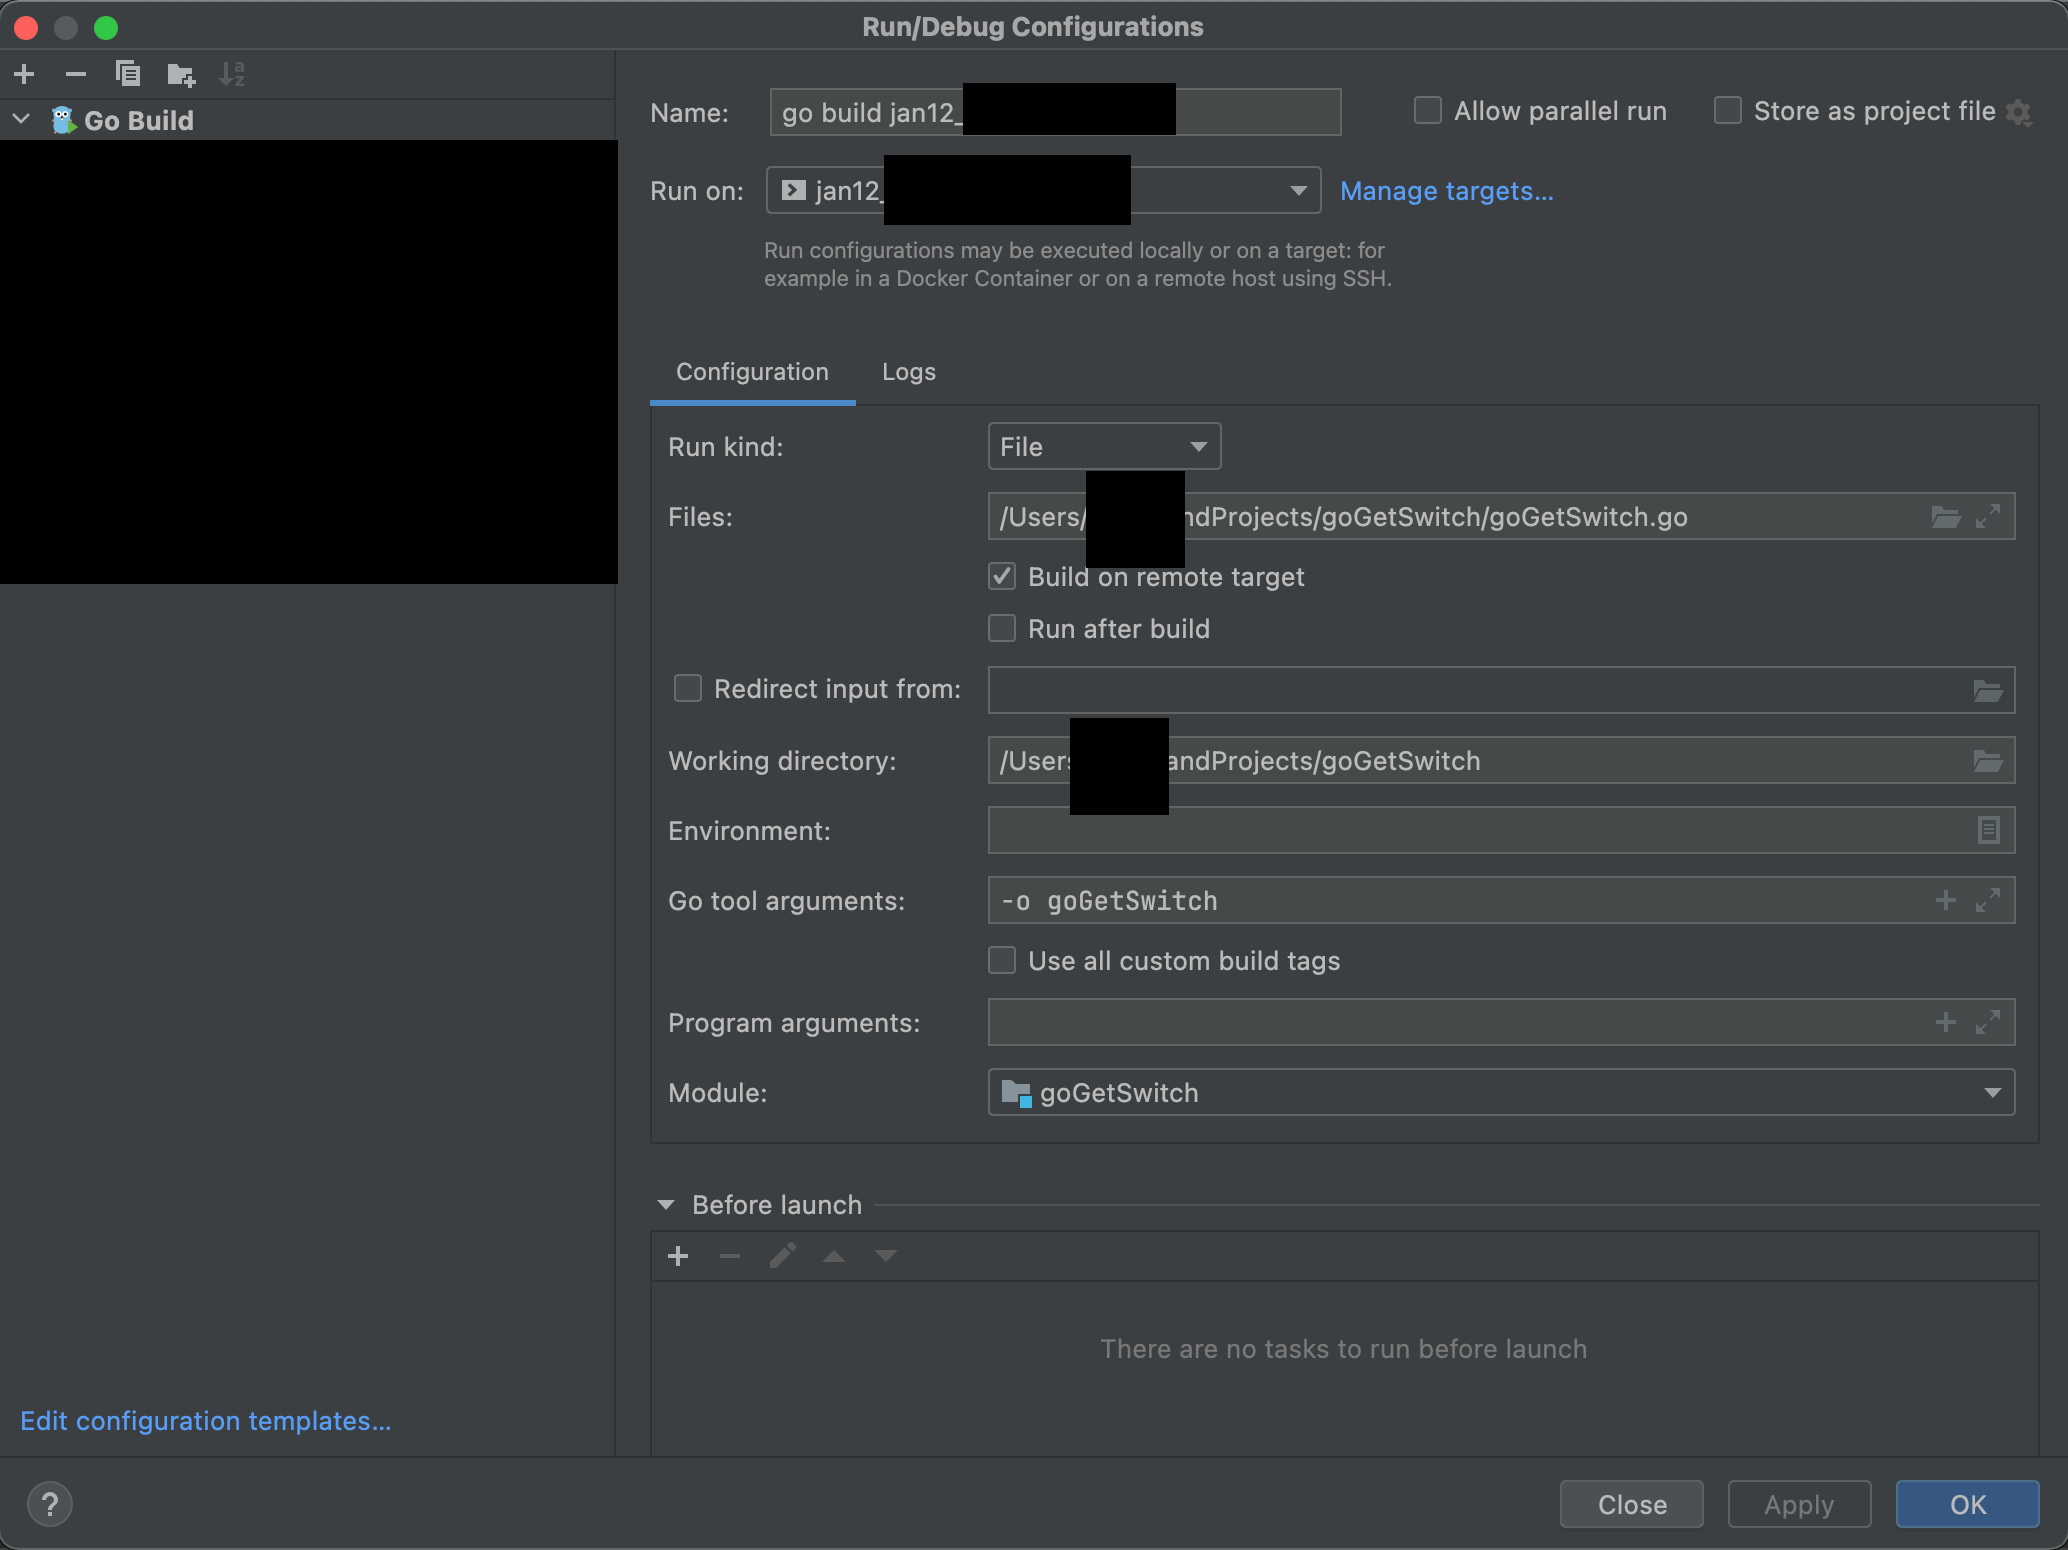 Run/Debug Configurations
Go Build
Name: go build jan12_
Allow parallel run
Store as project file
Run on: jan12_
Manage targets...
Run configurations may be executed locally or on a target: for
example in a Docker Container or on a remote host using SSH.
Configuration Logs
Run kind: File
Files: /Users/ ndProjects/goGetSwitch/goGetSwitch.go
Build on remote target
Run after build
Redirect input from:
Working directory: /Users andProjects/goGetSwitch
Environment:
Go tool arguments: -o goGetSwitch
Use all custom build tags
Program arguments:
Module: goGetSwitch
Before launch
There are no tasks to run before launch
Edit configuration templates...
? Close Apply OK